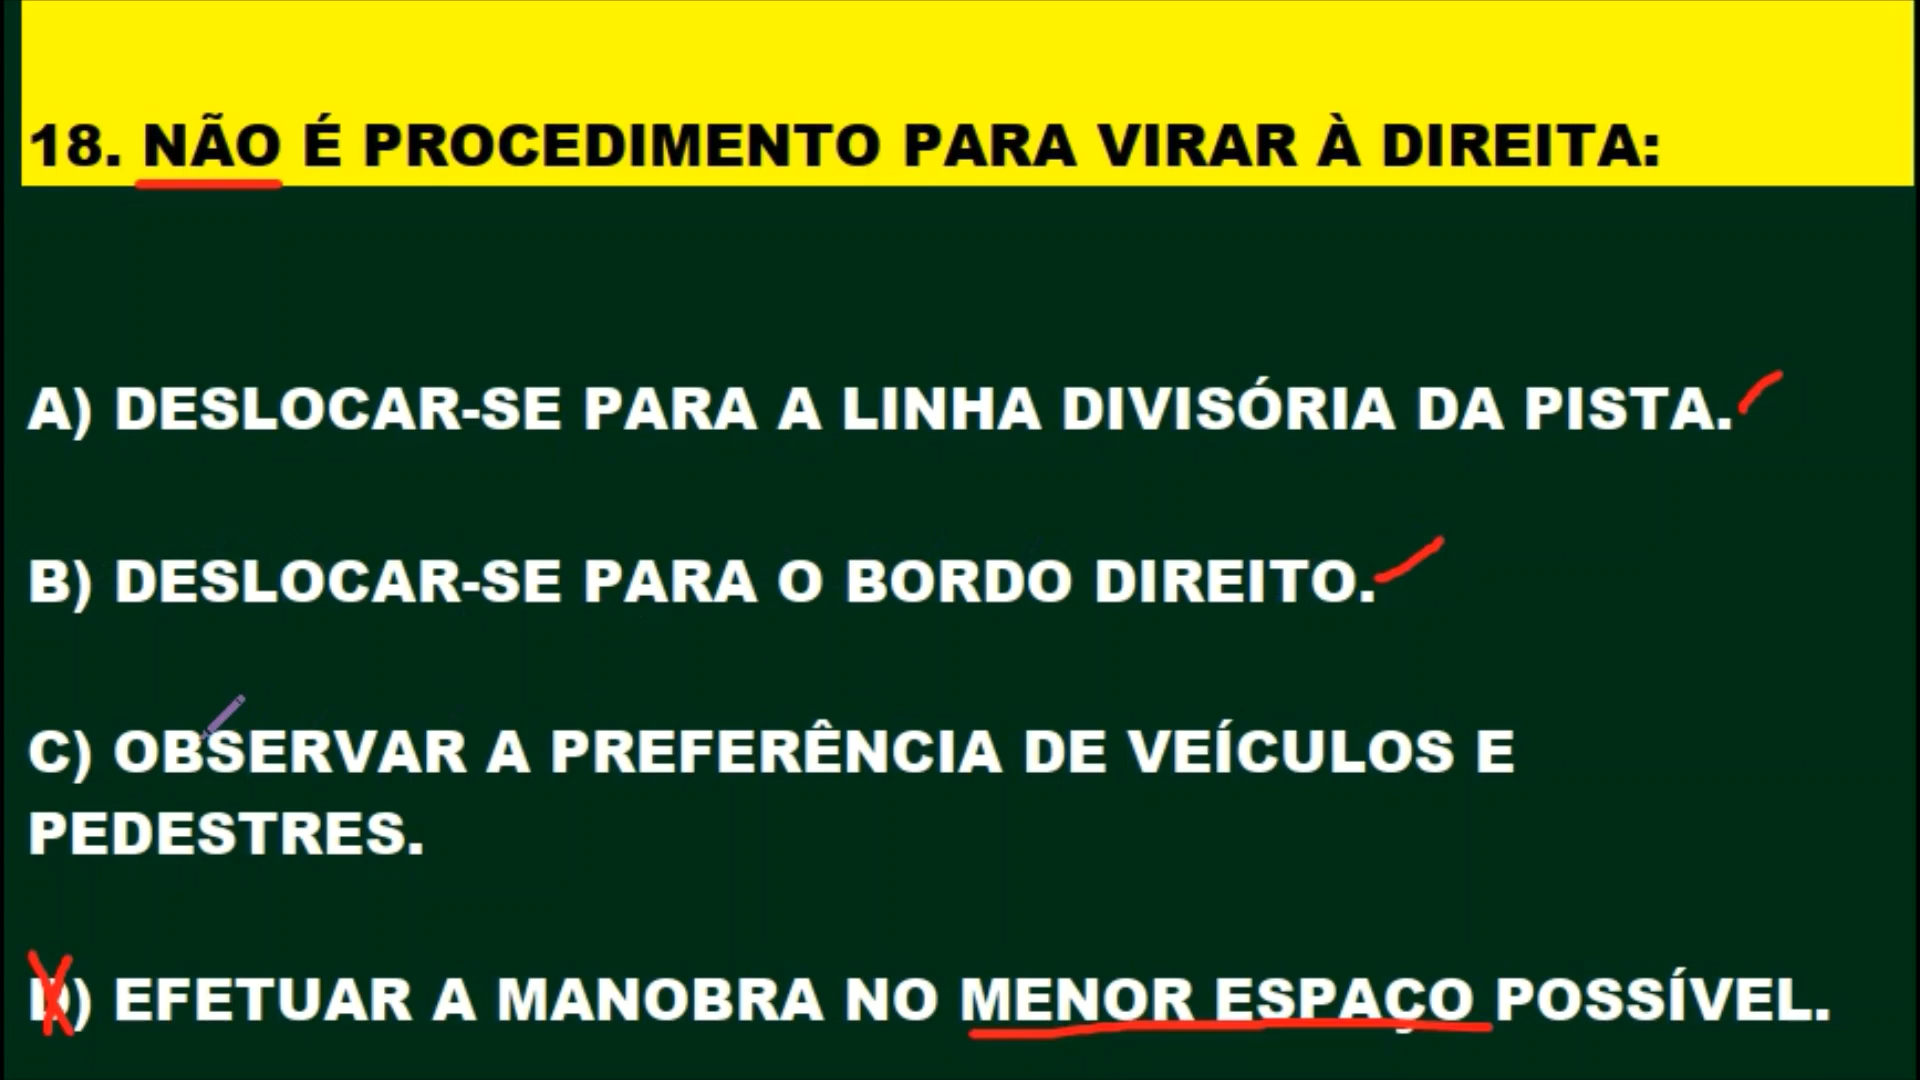 18. NÃO É PROCEDIMENTO PARA VIRAR À DIREITA:
A) DESLOCAR-SE PARA A LINHA DIVISÓRIA DA PISTA.
B) DESLOCAR-SE PARA O BORDO DIREITO.
C) OBSERVAR A PREFERÊNCIA DE VEÍCULOS E
PEDESTRES.
D) EFETUAR A MANOBRA NO MENOR ESPAÇO POSSÍVEL.